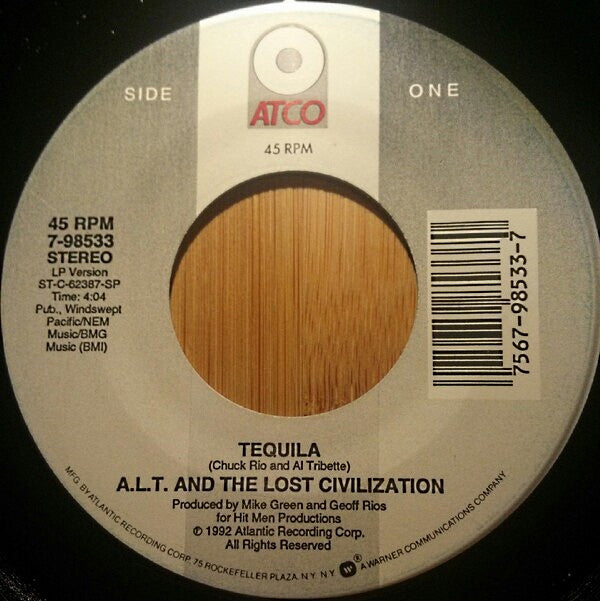 SIDE
ONE
ATCO
45 RPM
45 RPM
7-98533
STEREO
LP Version
ST-C-62387-SP
Time: 4:04
Pub., Windswept
Pacific/NEM
Music/BMG
Music (BMI)
7567-98533-7
TEQUILA
(Chuck Rio and Al Tribette)
A.L.T. AND THE LOST CIVILIZATION
Produced by Mike Green and Geoff Rios
for Hit Men Productions
℗ 1992 Atlantic Recording Corp.
All Rights Reserved
MFG. BY ATLANTIC RECORDING CORP. 75 ROCKEFELLER PLAZA, N.Y. N.Y. W ® A WARNER COMMUNICATIONS COMPANY